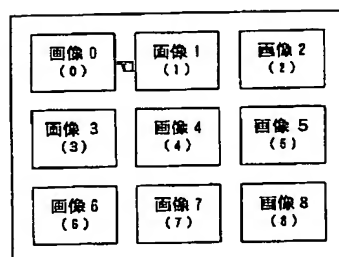 画像 0
(0)
画像 1
(1)
画像 2
(2)
画像 3
(3)
画像 4
(4)
画像 5
(5)
画像 6
(6)
画像 7
(7)
画像 8
(8)